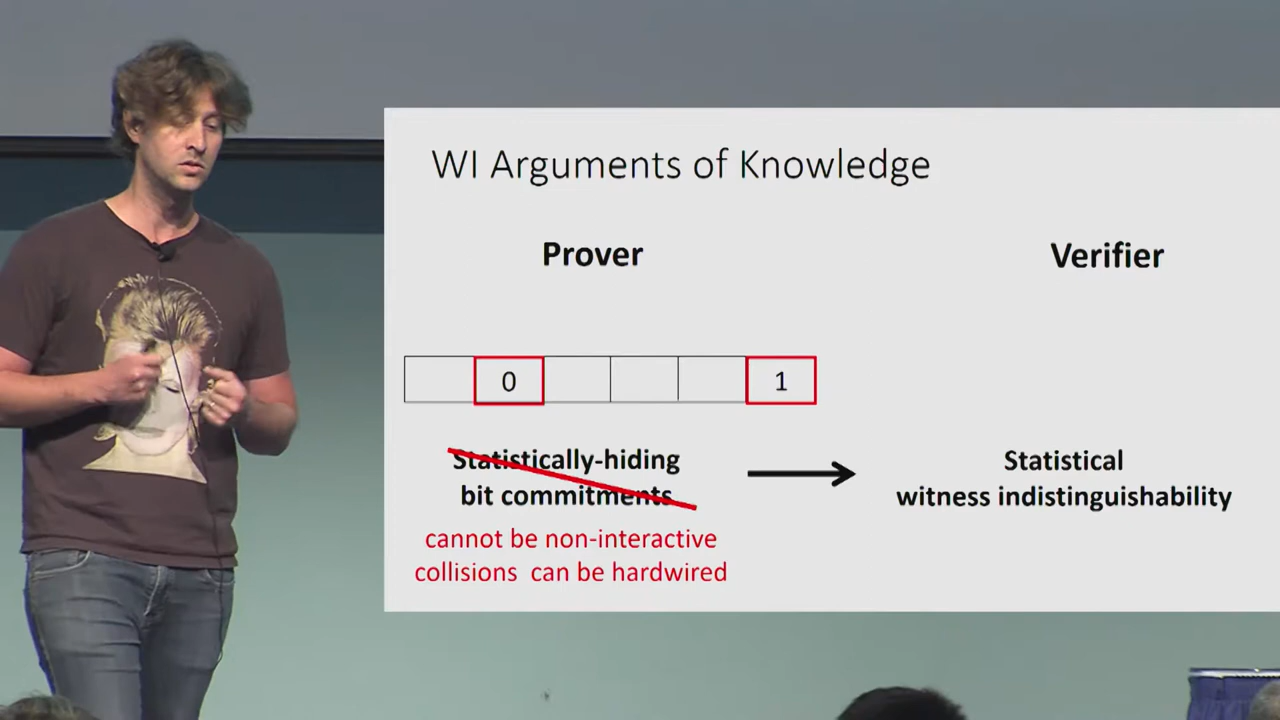 WI Arguments of Knowledge
Prover
Verifier
0
1
Statistically-hiding
bit commitments
Statistical
witness indistinguishability
cannot be non-interactive
collisions can be hardwired